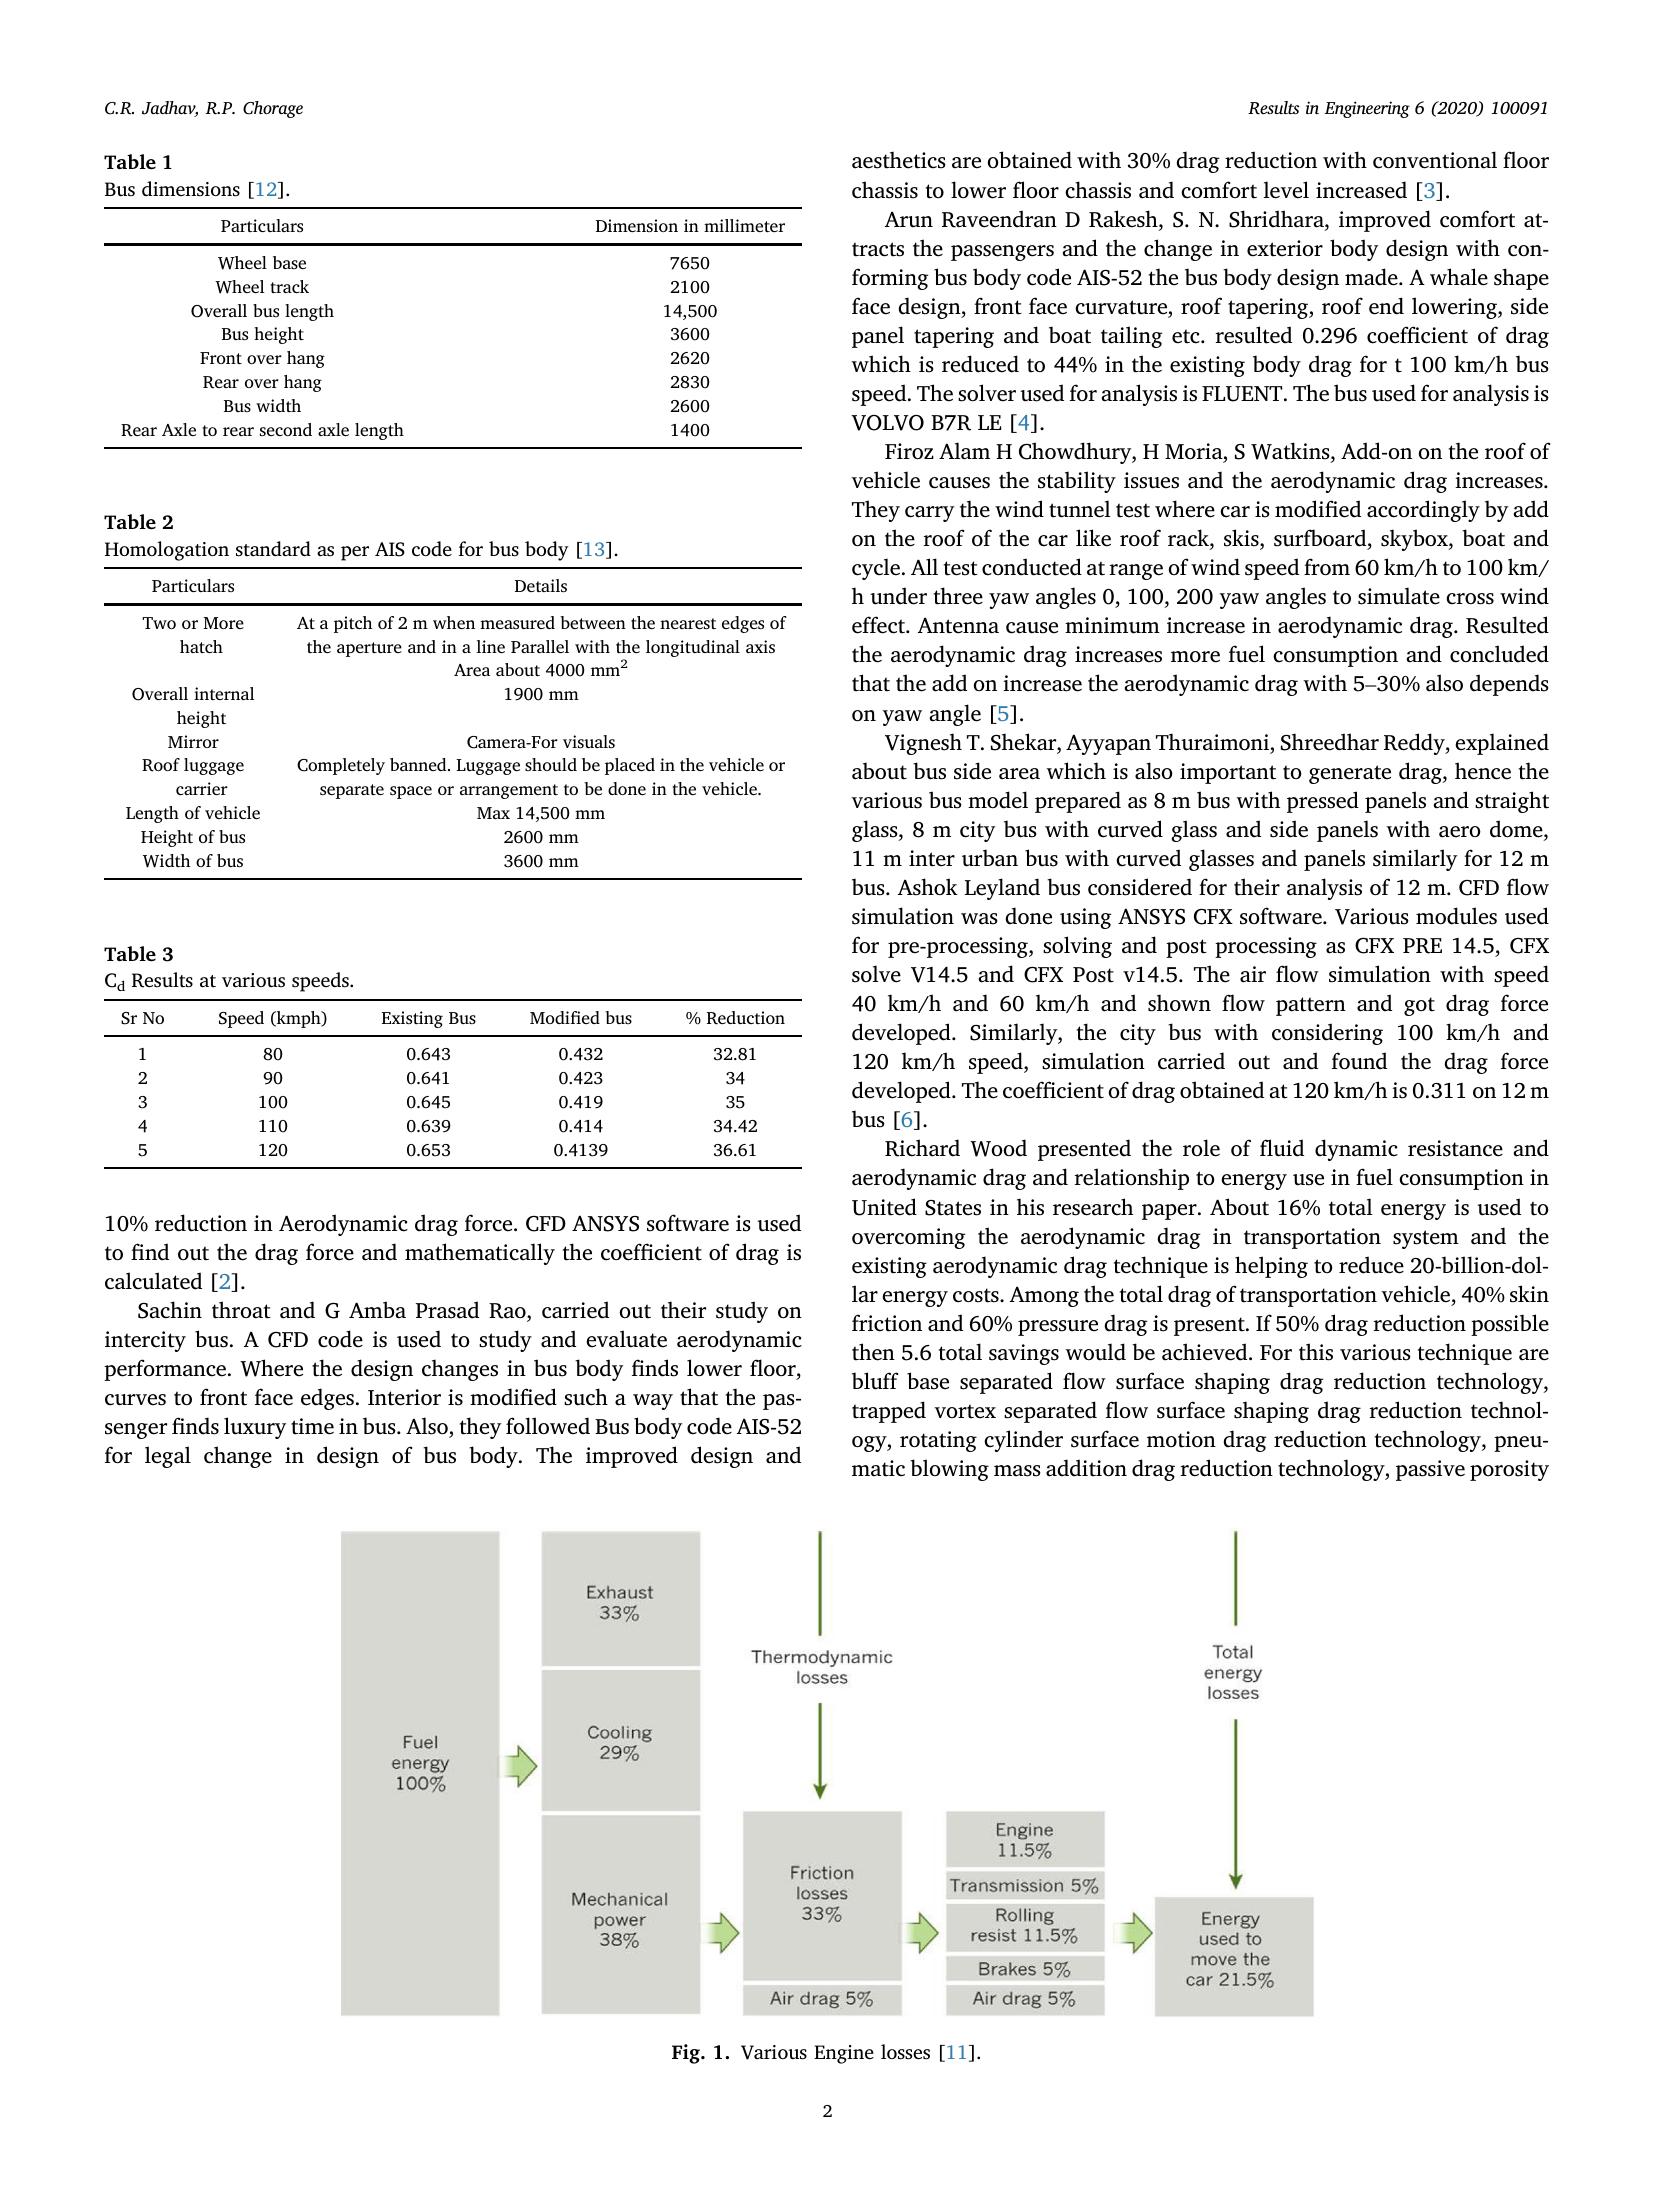 C.R. Jadhav, R.P. Chorage
Results in Engineering 6 (2020) 100091
Table 1
Bus dimensions [12].
Particulars Dimension in millimeter
Wheel base 7650
Wheel track 2100
Overall bus length 14,500
Bus height 3600
Front over hang 2620
Rear over hang 2830
Bus width 2600
Rear Axle to rear second axle length 1400
Table 2
Homologation standard as per AIS code for bus body [13].
Particulars Details
Two or More At a pitch of 2 m when measured between the nearest edges of
hatch the aperture and in a line Parallel with the longitudinal axis
Area about 4000 mm2
Overall internal 1900 mm
height
Mirror Camera-For visuals
Roof luggage Completely banned. Luggage should be placed in the vehicle or
carrier separate space or arrangement to be done in the vehicle.
Length of vehicle Max 14,500 mm
Height of bus 2600 mm
Width of bus 3600 mm
Table 3
Cd Results at various speeds.
Sr No Speed (kmph) Existing Bus Modified bus % Reduction
1 80 0.643 0.432 32.81
2 90 0.641 0.423 34
3 100 0.645 0.419 35
4 110 0.639 0.414 34.42
5 120 0.653 0.4139 36.61
10% reduction in Aerodynamic drag force. CFD ANSYS software is used
to find out the drag force and mathematically the coefficient of drag is
calculated [2].
Sachin throat and G Amba Prasad Rao, carried out their study on
intercity bus. A CFD code is used to study and evaluate aerodynamic
performance. Where the design changes in bus body finds lower floor,
curves to front face edges. Interior is modified such a way that the pas-
senger finds luxury time in bus. Also, they followed Bus body code AIS-52
for legal change in design of bus body. The improved design and
aesthetics are obtained with 30% drag reduction with conventional floor
chassis to lower floor chassis and comfort level increased [3].
Arun Raveendran D Rakesh, S. N. Shridhara, improved comfort at-
tracts the passengers and the change in exterior body design with con-
forming bus body code AIS-52 the bus body design made. A whale shape
face design, front face curvature, roof tapering, roof end lowering, side
panel tapering and boat tailing etc. resulted 0.296 coefficient of drag
which is reduced to 44% in the existing body drag for t 100 km/h bus
speed. The solver used for analysis is FLUENT. The bus used for analysis is
VOLVO B7R LE [4].
Firoz Alam H Chowdhury, H Moria, S Watkins, Add-on on the roof of
vehicle causes the stability issues and the aerodynamic drag increases.
They carry the wind tunnel test where car is modified accordingly by add
on the roof of the car like roof rack, skis, surfboard, skybox, boat and
cycle. All test conducted at range of wind speed from 60 km/h to 100 km/
h under three yaw angles 0, 100, 200 yaw angles to simulate cross wind
effect. Antenna cause minimum increase in aerodynamic drag. Resulted
the aerodynamic drag increases more fuel consumption and concluded
that the add on increase the aerodynamic drag with 5–30% also depends
on yaw angle [5].
Vignesh T. Shekar, Ayyapan Thuraimoni, Shreedhar Reddy, explained
about bus side area which is also important to generate drag, hence the
various bus model prepared as 8 m bus with pressed panels and straight
glass, 8 m city bus with curved glass and side panels with aero dome,
11 m inter urban bus with curved glasses and panels similarly for 12 m
bus. Ashok Leyland bus considered for their analysis of 12 m. CFD flow
simulation was done using ANSYS CFX software. Various modules used
for pre-processing, solving and post processing as CFX PRE 14.5, CFX
solve V14.5 and CFX Post v14.5. The air flow simulation with speed
40 km/h and 60 km/h and shown flow pattern and got drag force
developed. Similarly, the city bus with considering 100 km/h and
120 km/h speed, simulation carried out and found the drag force
developed. The coefficient of drag obtained at 120 km/h is 0.311 on 12 m
bus [6].
Richard Wood presented the role of fluid dynamic resistance and
aerodynamic drag and relationship to energy use in fuel consumption in
United States in his research paper. About 16% total energy is used to
overcoming the aerodynamic drag in transportation system and the
existing aerodynamic drag technique is helping to reduce 20-billion-dol-
lar energy costs. Among the total drag of transportation vehicle, 40% skin
friction and 60% pressure drag is present. If 50% drag reduction possible
then 5.6 total savings would be achieved. For this various technique are
bluff base separated flow surface shaping drag reduction technology,
trapped vortex separated flow surface shaping drag reduction technol-
ogy, rotating cylinder surface motion drag reduction technology, pneu-
matic blowing mass addition drag reduction technology, passive porosity
Fuel
energy
100%
Exhaust
33%
Cooling
29%
Mechanical
power
38%
Thermodynamic
losses
Friction
losses
33%
Air drag 5%
Engine
11.5%
Transmission 5%
Rolling
resist 11.5%
Brakes 5%
Air drag 5%
Total
energy
losses
Energy
used to
move the
car 21.5%
Fig. 1. Various Engine losses [11].
2